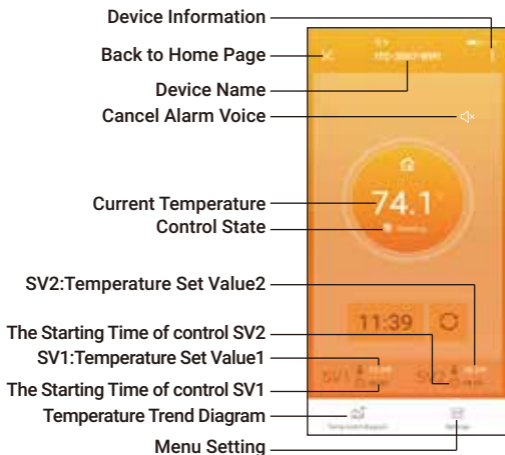 Device Information
Back to Home Page
Device Name
Cancel Alarm Voice
74.1
Current Temperature
Control State
SV2:Temperature Set Value2
11:39
The Starting Time of control SV2
SV1:Temperature Set Value1
SV1
SV2
The Starting Time of control SV1
Temperature Trend Diagram
Menu Setting